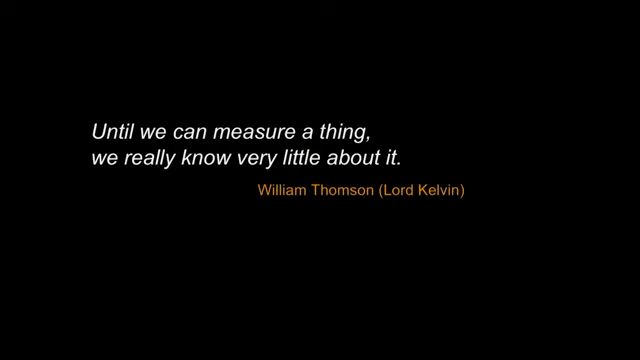 Until we can measure a thing,
we really know very little about it.
William Thomson (Lord Kelvin)